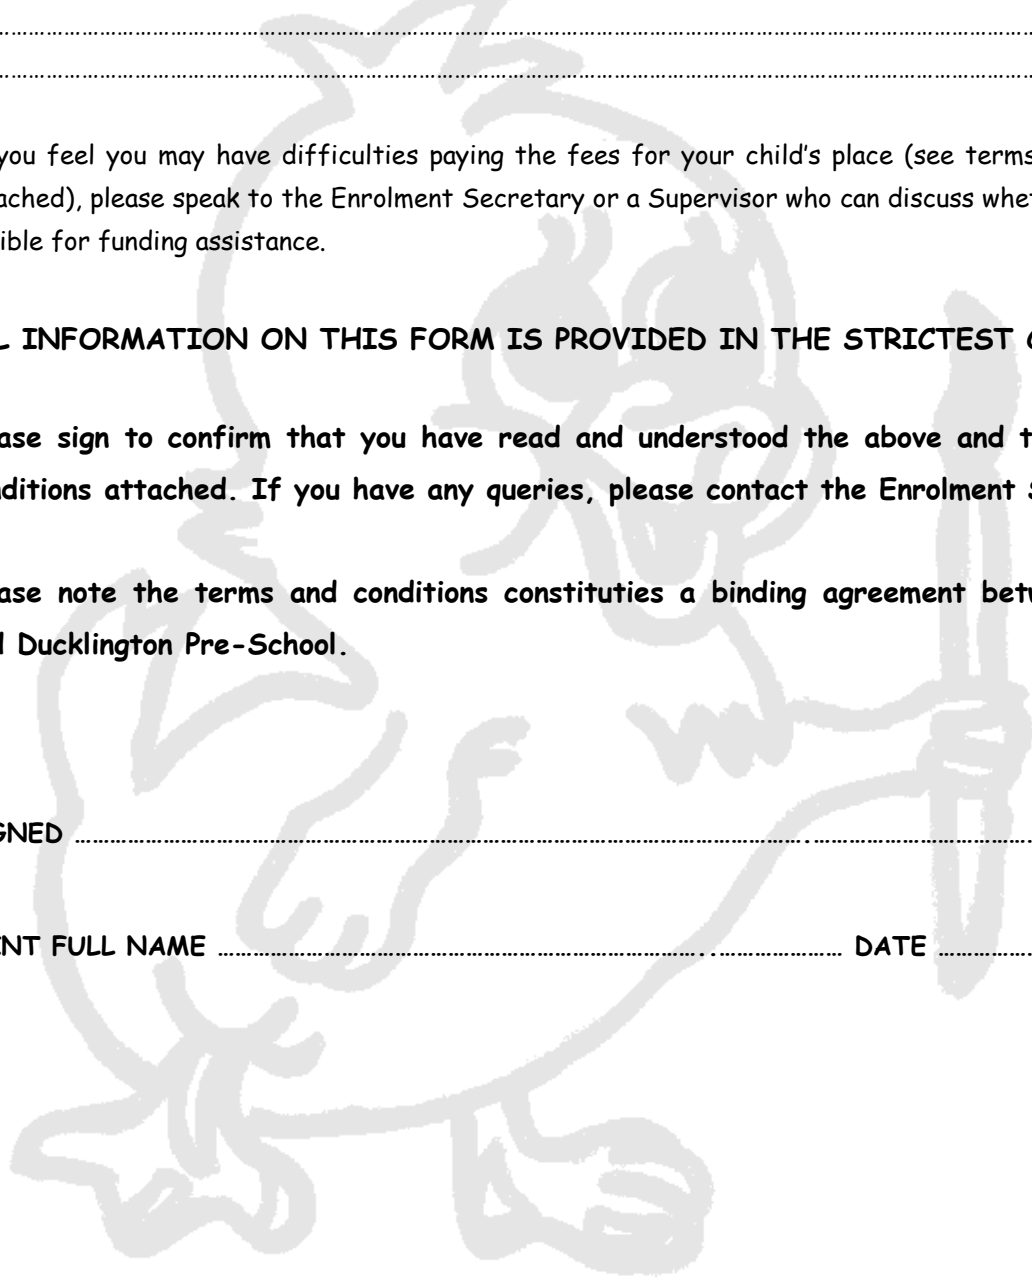 ……………………………………………………………………………………………………………………
……………………………………………………………………………………………………………………
you feel you may have difficulties paying the fees for your child's place (see terms
ached), please speak to the Enrolment Secretary or a Supervisor who can discuss whe
ible for funding assistance.
L INFORMATION ON THIS FORM IS PROVIDED IN THE STRICTEST
ase sign to confirm that you have read and understood the above and t
ditions attached. If you have any queries, please contact the Enrolment S
ase note the terms and conditions constituties a binding agreement betw
d Ducklington Pre-School.
GNED ……………………………………………………………………………….………………………
ENT FULL NAME ……………………………………………………..……………… DATE …………